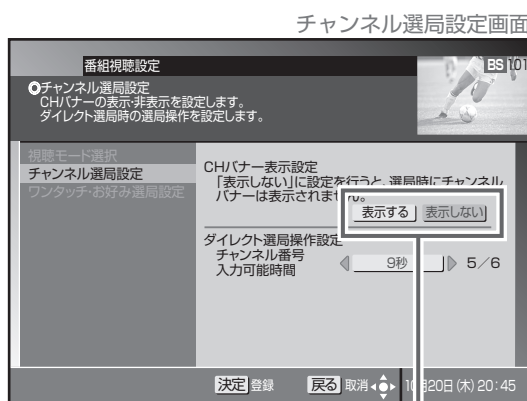 チャンネル選局設定画面
番組視聴設定
BS 101
チャンネル選局設定
CHバナーの表示・非表示を設定します。
ダイレクト選局時の選局操作を設定します。
視聴モード選択
チャンネル選局設定
ワンタッチ・お好み選局設定
CHバナー表示設定
「表示しない」に設定を行うと、選局時にチャンネル
バナーは表示されません。
表示する 表示しない
ダイレクト選局操作設定
チャンネル番号
入力可能時間
9秒 5/6
決定 登録 戻る 取消 10月20日(木)20:45